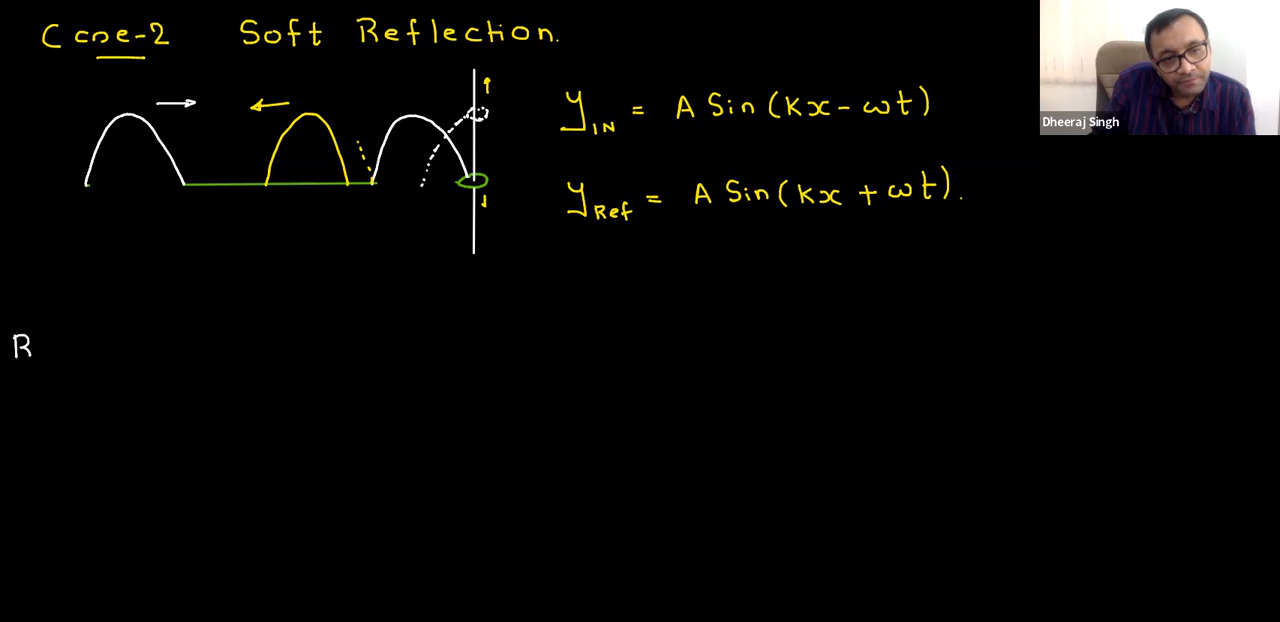 Case-2 Soft Reflection.
y_IN = A Sin (Kx - ωt)
y_Ref = A Sin (Kx + ωt).
R
Dheeraj Singh